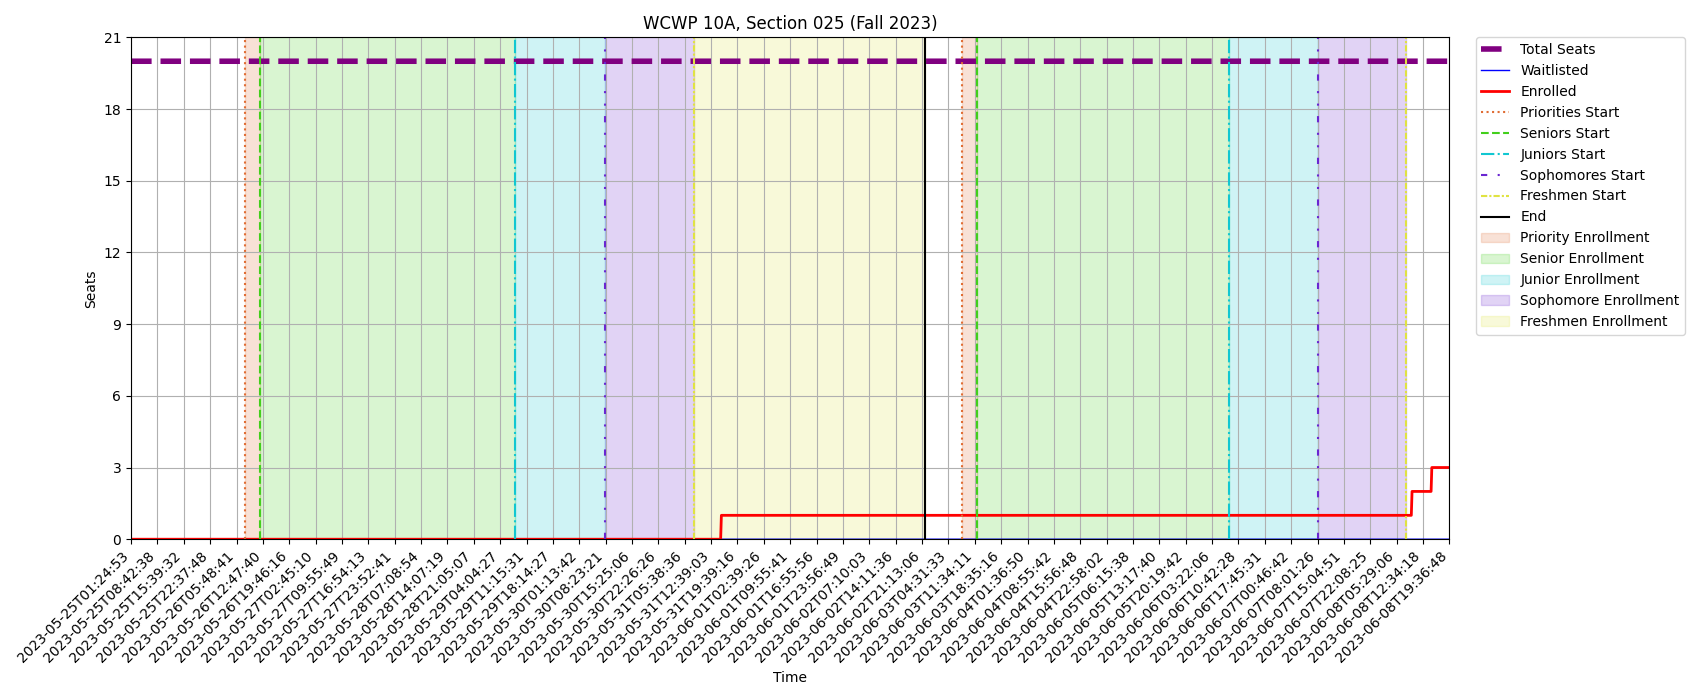 WCWP 10A, Section 025 (Fall 2023)
21
18
15
12
9
6
3
0
Seats
2023-05-25T01:24:53
2023-05-25T08:42:38
2023-05-25T15:39:32
2023-05-25T22:37:48
2023-05-26T05:48:41
2023-05-26T12:47:40
2023-05-26T19:46:16
2023-05-27T02:45:10
2023-05-27T09:55:49
2023-05-27T16:54:13
2023-05-27T23:52:41
2023-05-28T07:08:54
2023-05-28T14:07:19
2023-05-28T21:05:07
2023-05-29T04:04:27
2023-05-29T11:15:31
2023-05-29T18:14:27
2023-05-30T01:13:42
2023-05-30T08:23:21
2023-05-30T15:25:06
2023-05-30T22:26:26
2023-05-31T05:38:36
2023-05-31T12:39:03
2023-05-31T19:39:16
2023-06-01T02:39:26
2023-06-01T09:55:41
2023-06-01T16:55:56
2023-06-01T23:56:49
2023-06-02T07:10:03
2023-06-02T14:11:36
2023-06-02T21:13:06
2023-06-03T04:31:33
2023-06-03T11:34:11
2023-06-03T18:35:16
2023-06-04T01:36:50
2023-06-04T08:55:42
2023-06-04T15:56:48
2023-06-04T22:58:02
2023-06-05T06:15:38
2023-06-05T13:17:40
2023-06-05T20:19:42
2023-06-06T03:22:06
2023-06-06T10:42:28
2023-06-06T17:45:31
2023-06-07T00:46:42
2023-06-07T08:01:26
2023-06-07T15:04:51
2023-06-07T22:08:25
2023-06-08T05:29:06
2023-06-08T12:34:18
2023-06-08T19:36:48
Time
Total Seats
Waitlisted
Enrolled
Priorities Start
Seniors Start
Juniors Start
Sophomores Start
Freshmen Start
End
Priority Enrollment
Senior Enrollment
Junior Enrollment
Sophomore Enrollment
Freshmen Enrollment